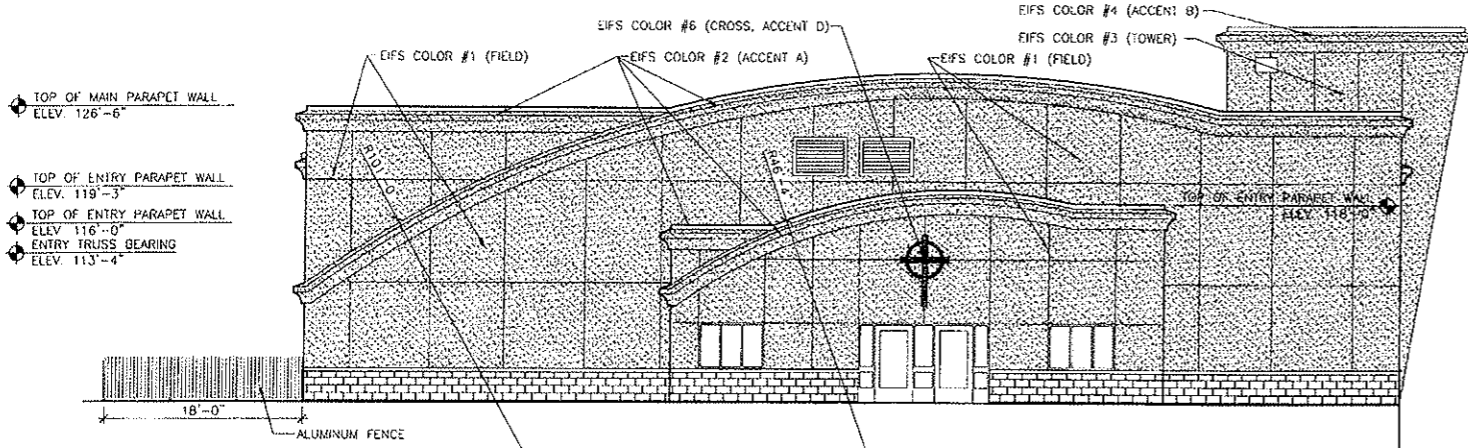 EIFS COLOR #4 (ACCENT B)
EIFS COLOR #6 (CROSS, ACCENT D)
EIFS COLOR #3 (TOWER)
EIFS COLOR #1 (FIELD)
EIFS COLOR #2 (ACCENT A)
EIFS COLOR #1 (FIELD)
TOP OF MAIN PARAPET WALL
ELEV. 126'-6"
TOP OF ENTRY PARAPET WALL
ELEV. 119'-3"
TOP OF ENTRY PARAPET WALL
ELEV. 118'-0"
TOP OF ENTRY PARAPET WALL
ELEV 116'-0"
ENTRY TRUSS BEARING
ELEV. 113'-4"
R46'-4"
18'-0"
ALUMINUM FENCE